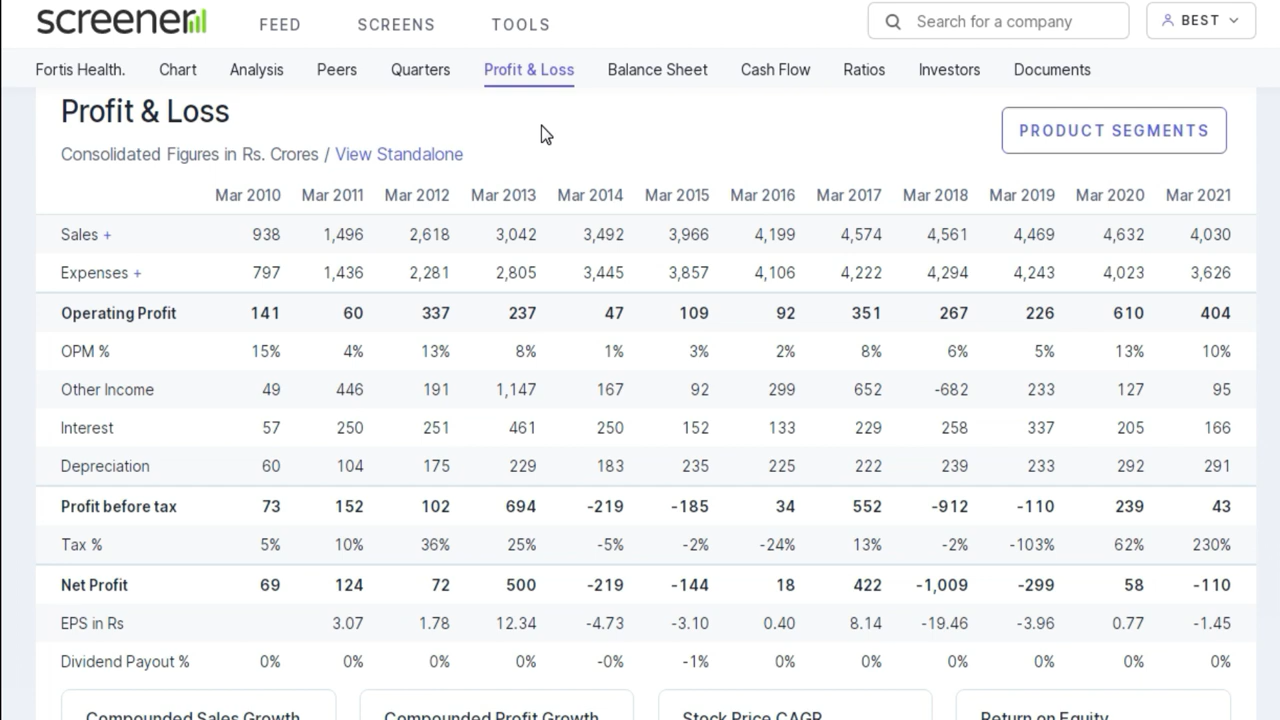 screener FEED SCREENS TOOLS Search for a company BEST
Fortis Health. Chart Analysis Peers Quarters Profit & Loss Balance Sheet Cash Flow Ratios Investors Documents
Profit & Loss
PRODUCT SEGMENTS
Consolidated Figures in Rs. Crores / View Standalone
Mar 2010 Mar 2011 Mar 2012 Mar 2013 Mar 2014 Mar 2015 Mar 2016 Mar 2017 Mar 2018 Mar 2019 Mar 2020 Mar 2021
Sales + 938 1,496 2,618 3,042 3,492 3,966 4,199 4,574 4,561 4,469 4,632 4,030
Expenses + 797 1,436 2,281 2,805 3,445 3,857 4,106 4,222 4,294 4,243 4,023 3,626
Operating Profit 141 60 337 237 47 109 92 351 267 226 610 404
OPM % 15% 4% 13% 8% 1% 3% 2% 8% 6% 5% 13% 10%
Other Income 49 446 191 1,147 167 92 299 652 -682 233 127 95
Interest 57 250 251 461 250 152 133 229 258 337 205 166
Depreciation 60 104 175 229 183 235 225 222 239 233 292 291
Profit before tax 73 152 102 694 -219 -185 34 552 -912 -110 239 43
Tax % 5% 10% 36% 25% -5% -2% -24% 13% -2% -103% 62% 230%
Net Profit 69 124 72 500 -219 -144 18 422 -1,009 -299 58 -110
EPS in Rs 3.07 1.78 12.34 -4.73 -3.10 0.40 8.14 -19.46 -3.96 0.77 -1.45
Dividend Payout % 0% 0% 0% 0% -0% -1% 0% 0% 0% 0% 0% 0%
Compounded Sales Growth Compounded Profit Growth Stock Price CAGR Return on Equity